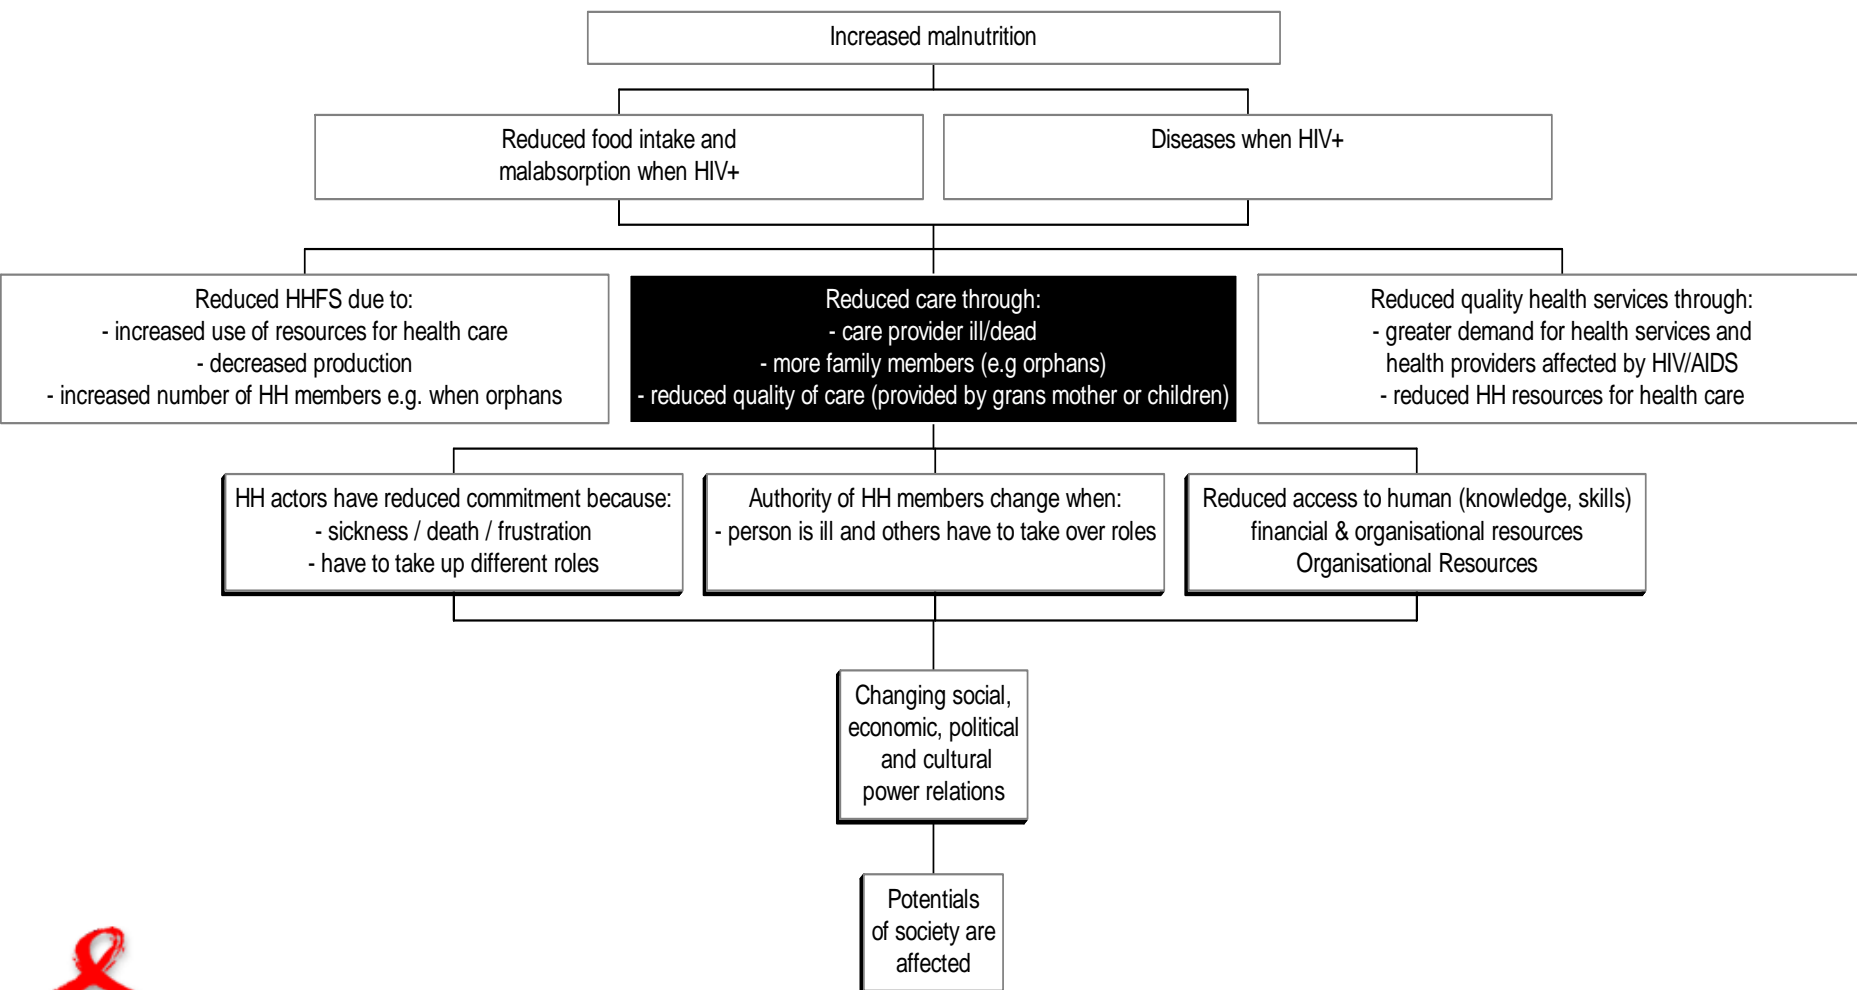 Increased malnutrition
Reduced food intake and
malabsorption when HIV+
Diseases when HIV+
Reduced HHFS due to:
- increased use of resources for health care
- decreased production
- increased number of HH members e.g. when orphans
Reduced care through:
- care provider ill/dead
- more family members (e.g orphans)
- reduced quality of care (provided by grans mother or children)
Reduced quality health services through:
- greater demand for health services and
health providers affected by HIV/AIDS
- reduced HH resources for health care
HH actors have reduced commitment because:
- sickness / death / frustration
- have to take up different roles
Authority of HH members change when:
- person is ill and others have to take over roles
Reduced access to human (knowledge, skills)
financial & organisational resources
Organisational Resources
Changing social,
economic, political
and cultural
power relations
Potentials
of society are
affected